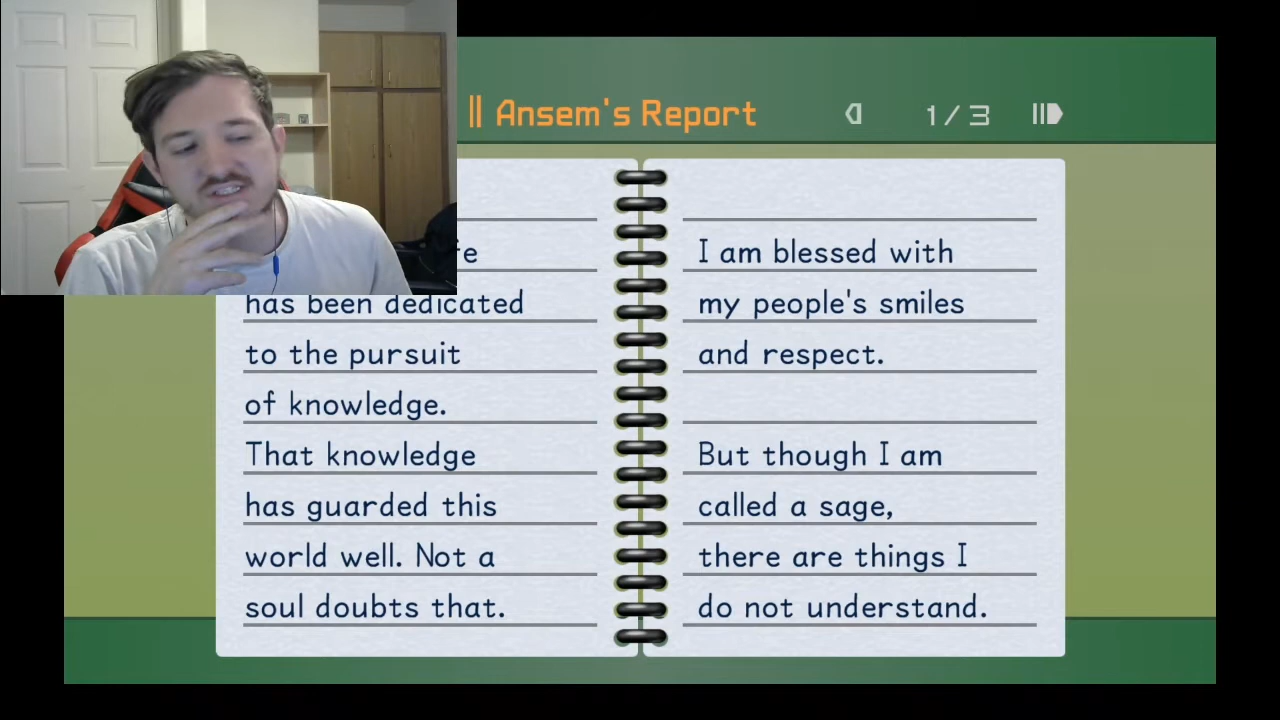 Ansem's Report
1/3
fe
has been dedicated
to the pursuit
of knowledge.
That knowledge
has guarded this
world well. Not a
soul doubts that.
I am blessed with
my people's smiles
and respect.
But though I am
called a sage,
there are things I
do not understand.